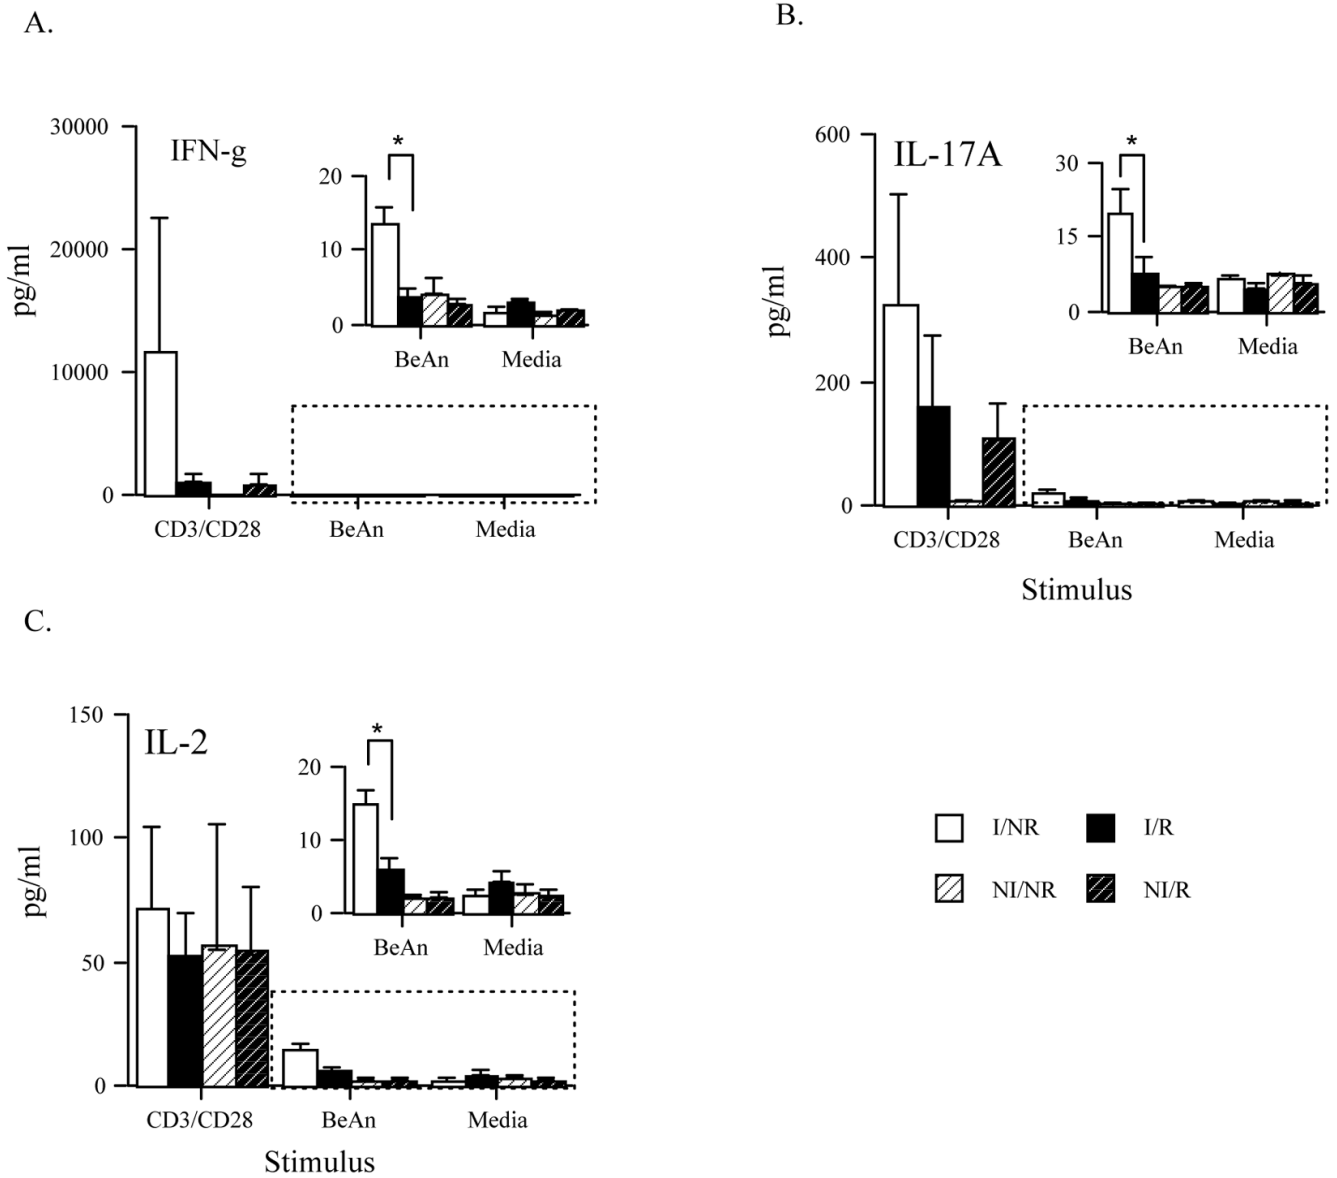 A.
IFN-g
pg/ml
30000
20000
10000
0
CD3/CD28
BeAn
Media
*
20
10
0
BeAn
Media
B.
IL-17A
pg/ml
600
400
200
0
CD3/CD28
BeAn
Media
Stimulus
*
30
15
0
BeAn
Media
C.
IL-2
pg/ml
150
100
50
0
CD3/CD28
BeAn
Media
Stimulus
*
20
10
0
BeAn
Media
I/NR
I/R
NI/NR
NI/R